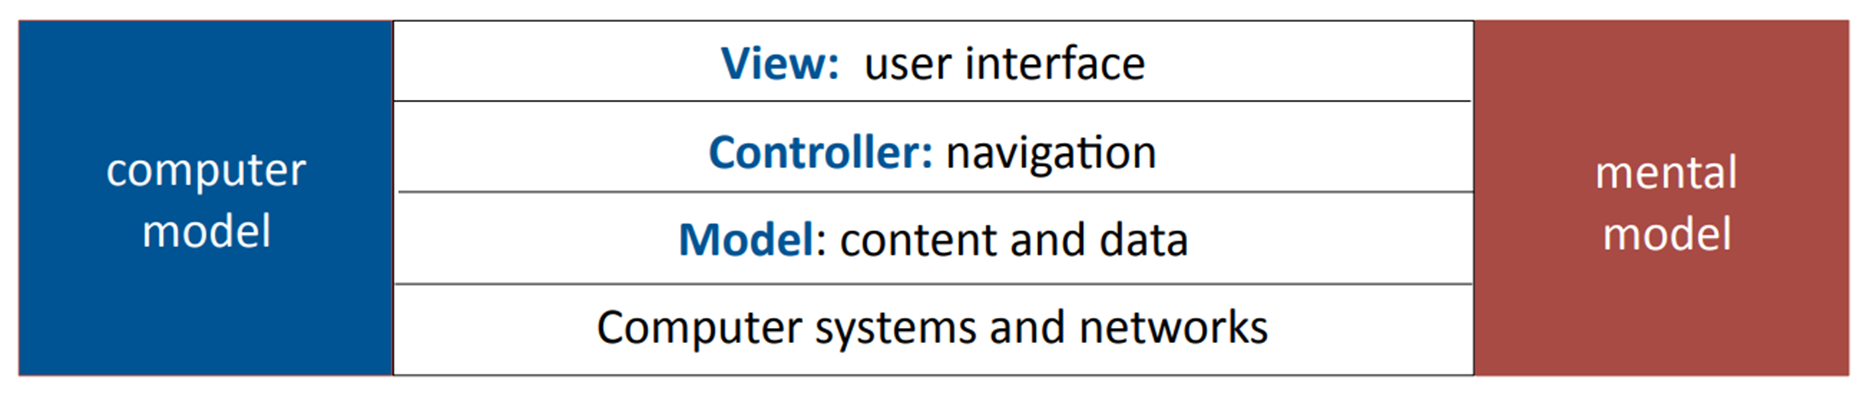 computer
model
View: user interface
Controller: navigation
Model: content and data
Computer systems and networks
mental
model